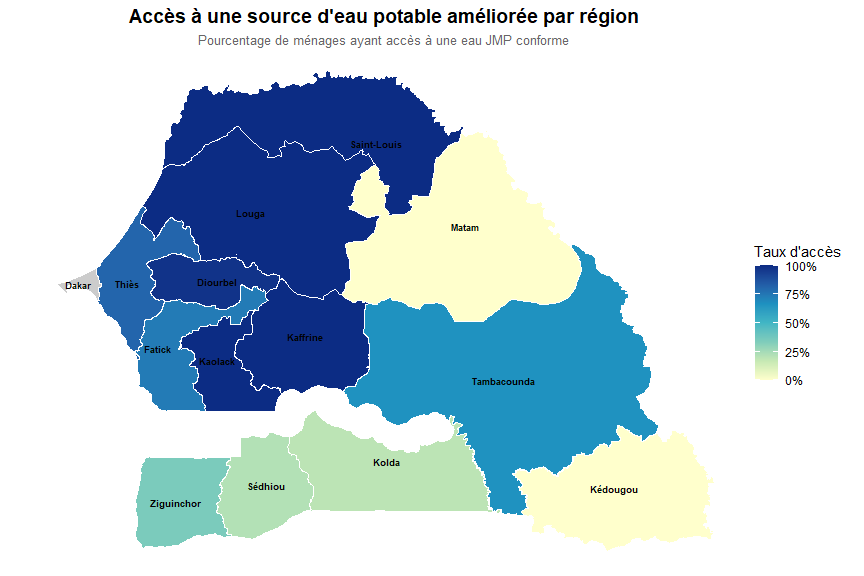 Accès à une source d'eau potable améliorée par région
Pourcentage de ménages ayant accès à une eau JMP conforme
Saint-Louis
Louga
Matam
Taux d'accès
100%
75%
50%
25%
0%
Dakar
Thiès
Diourbel
Fatick
Kaolack
Kaffrine
Tambacounda
Kolda
Sédhiou
Ziguinchor
Kédougou